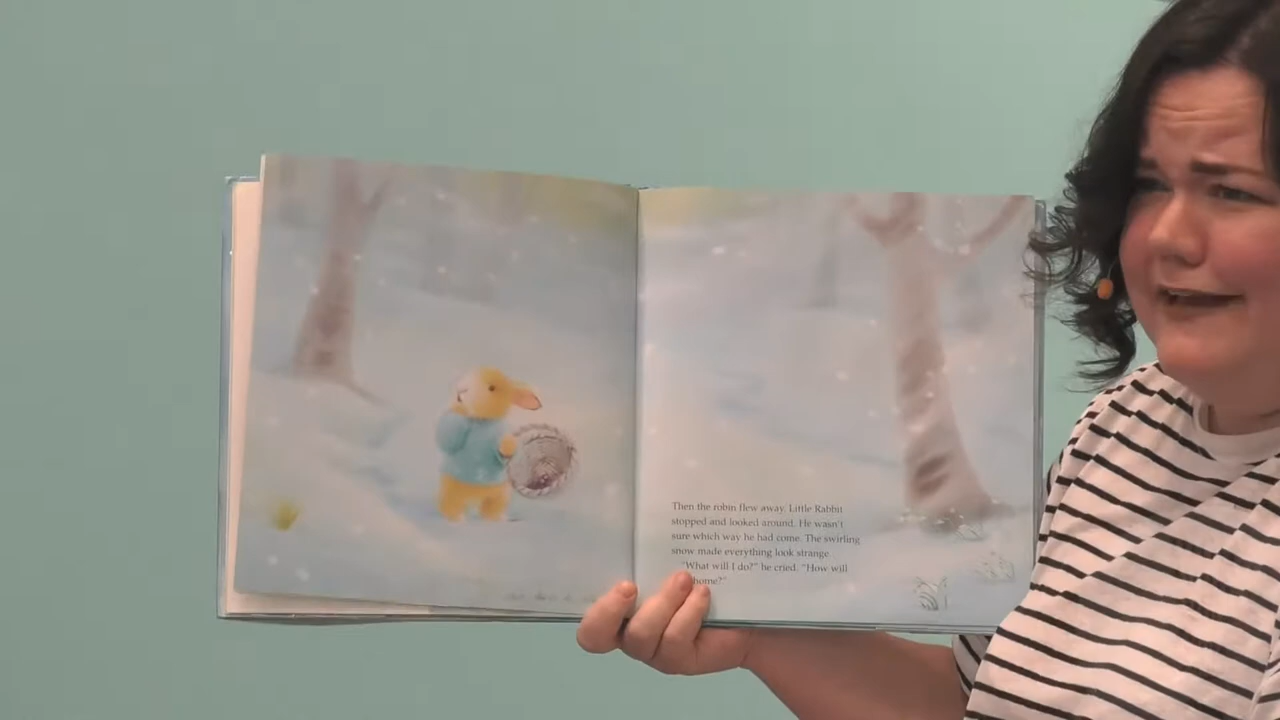 Then the robin flew away. Little Rabbit
stopped and looked around. He wasn't
sure which way he had come. The swirling
snow made everything look strange.
"What will I do?" he cried. "How will
home?"